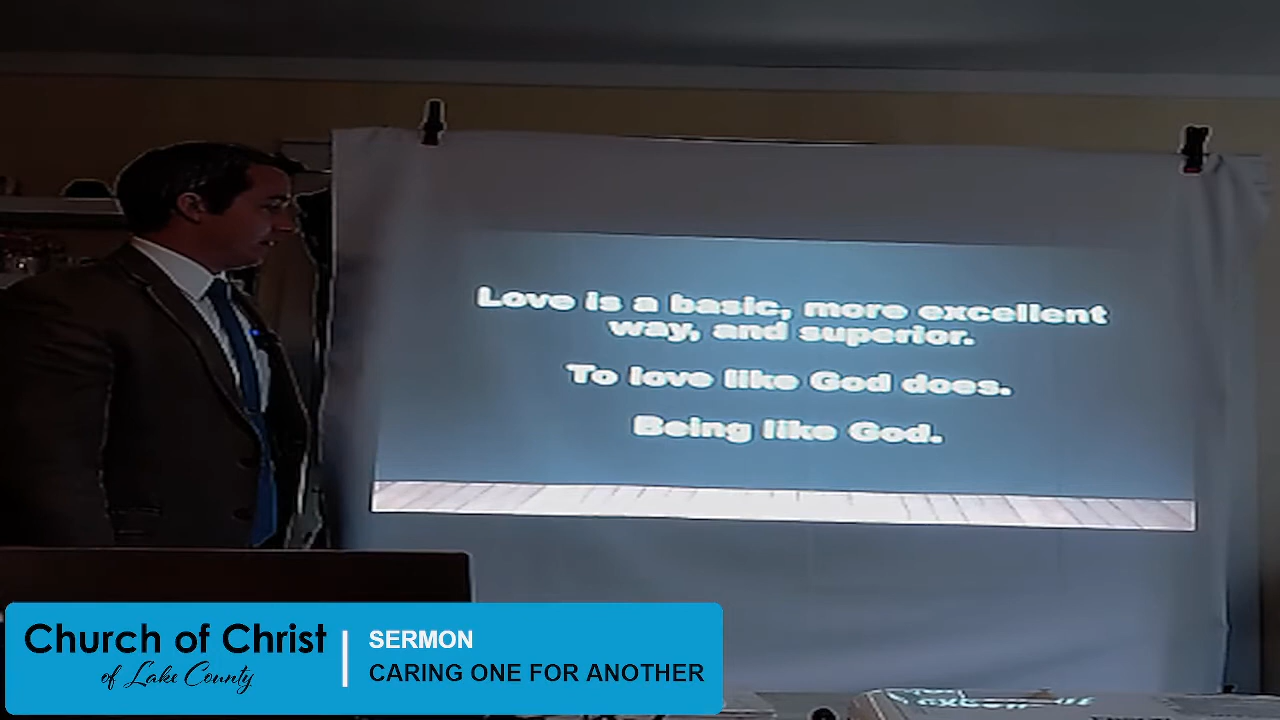 Love is a basic, more excellent
way, and superior.
To love like God does.
Being like God.
Church of Christ
of Lake County
SERMON
CARING ONE FOR ANOTHER